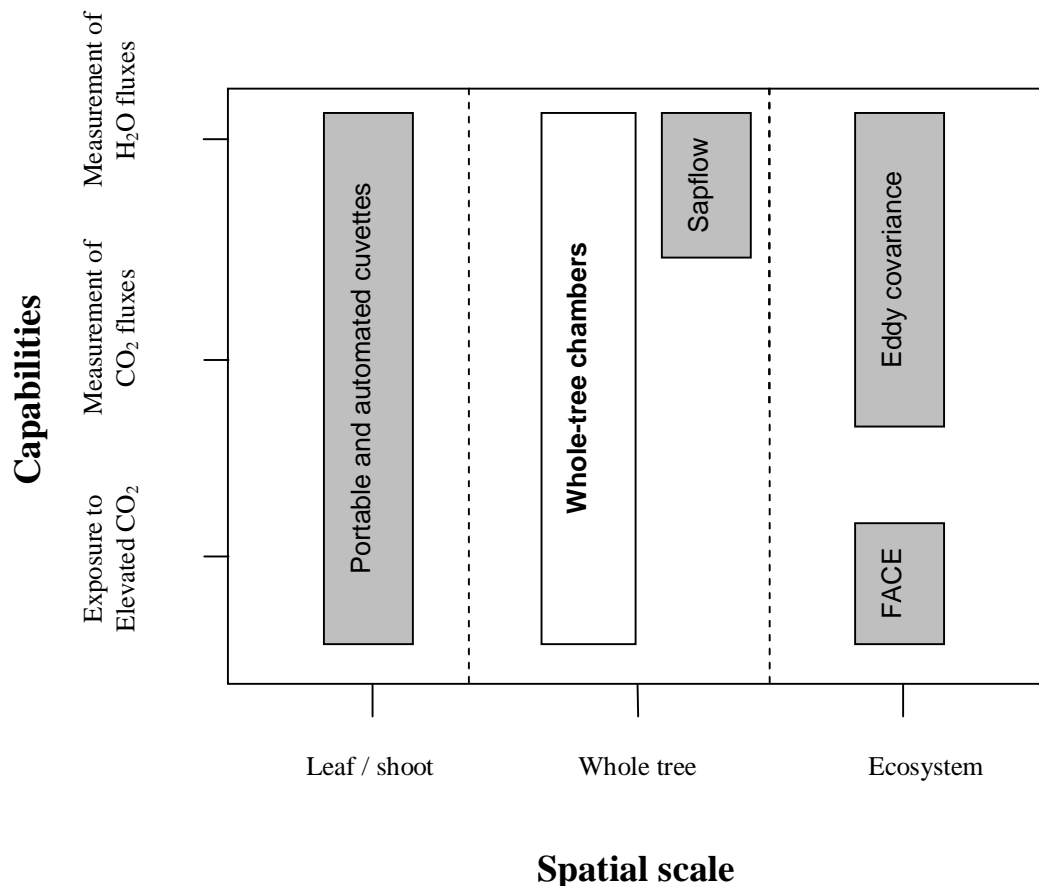 Capabilities
Measurement of
H₂O fluxes
Measurement of
CO₂ fluxes
Exposure to
Elevated CO₂
Portable and automated cuvettes
Whole-tree chambers
Sapflow
Eddy covariance
FACE
Leaf / shoot
Whole tree
Ecosystem
Spatial scale